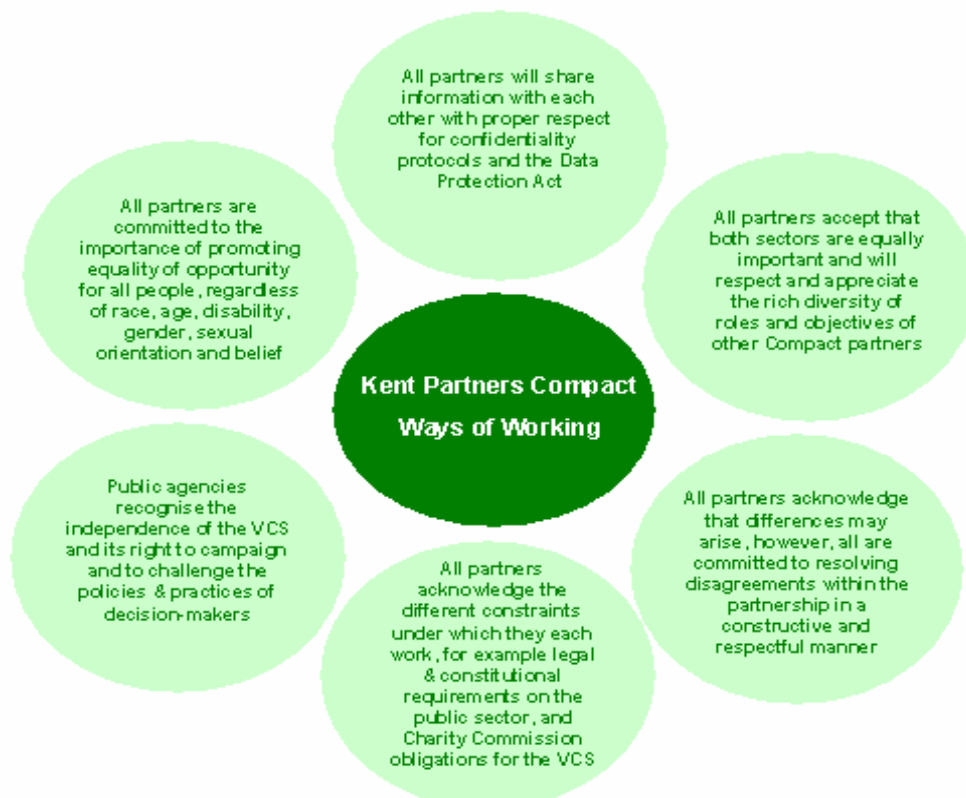 All partners will share
information with each
other with proper respect
for confidentiality
protocols and the Data
Protection Act
All partners are
committed to the
importance of promoting
equality of opportunity
for all people, regardless
of race, age, disability,
gender, sexual
orientation and belief
All partners accept that
both sectors are equally
important and will
respect and appreciate
the rich diversity of
roles and objectives of
other Compact partners
Kent Partners Compact
Ways of Working
Public agencies
recognise the
independence of the VCS
and its right to campaign
and to challenge the
policies & practices of
decision-makers
All partners
acknowledge the
different constraints
under which they each
work, for example legal
& constitutional
requirements on the
public sector, and
Charity Commission
obligations for the VCS
All partners acknowledge
that differences may
arise, however, all are
committed to resolving
disagreements within the
partnership in a
constructive and
respectful manner